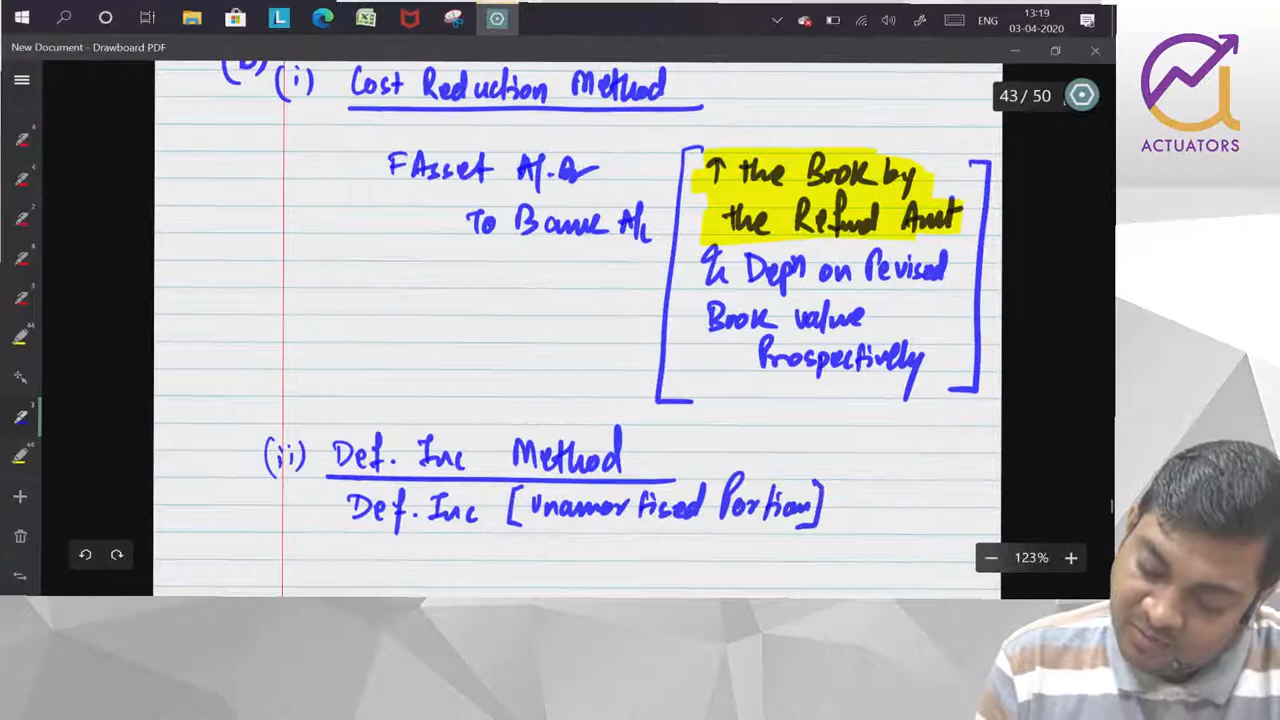 13:19
ENG
03-04-2020
New Document - Drawboard PDF
43 / 50
ACTUATORS
(b) (i) Cost Reduction Method
FAsset A/. Dr
To Bank A/c
[↑ the Book by
the Refund Amt
& Depn on Revised
Book value
Prospectively]
(ii) Def. Inc Method
Def. Inc [Unamortised Portion]
123%